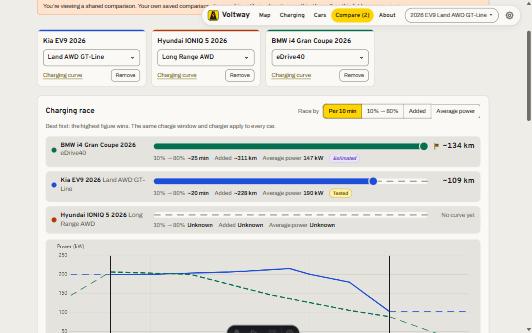 You're viewing a shared comparison. Your own saved
Voltway Map Charging Cars Compare (2) About 2026 EV9 Land AWD GT-Line
Kia EV9 2026
Land AWD GT-Line
Charging curve Remove
Hyundai IONIQ 5 2026
Long Range AWD
Charging curve Remove
BMW i4 Gran Coupe 2026
eDrive40
Charging curve Remove
Charging race
Race by Per 10 min 10%→80% Added Average power
Best first: the highest figure wins. The same charge window and charger apply to every car.
BMW i4 Gran Coupe 2026
eDrive40
~134 km
10%→80% ~25 min Added ~311 km Average power 147 kW Estimated
Kia EV9 2026 Land AWD GT-
Line
~109 km
10%→80% ~20 min Added ~228 km Average power 190 kW Tested
Hyundai IONIQ 5 2026 Long
Range AWD
No curve yet
10%→80% Unknown Added Unknown Average power Unknown
Power (kW)
250
200
150
100
50